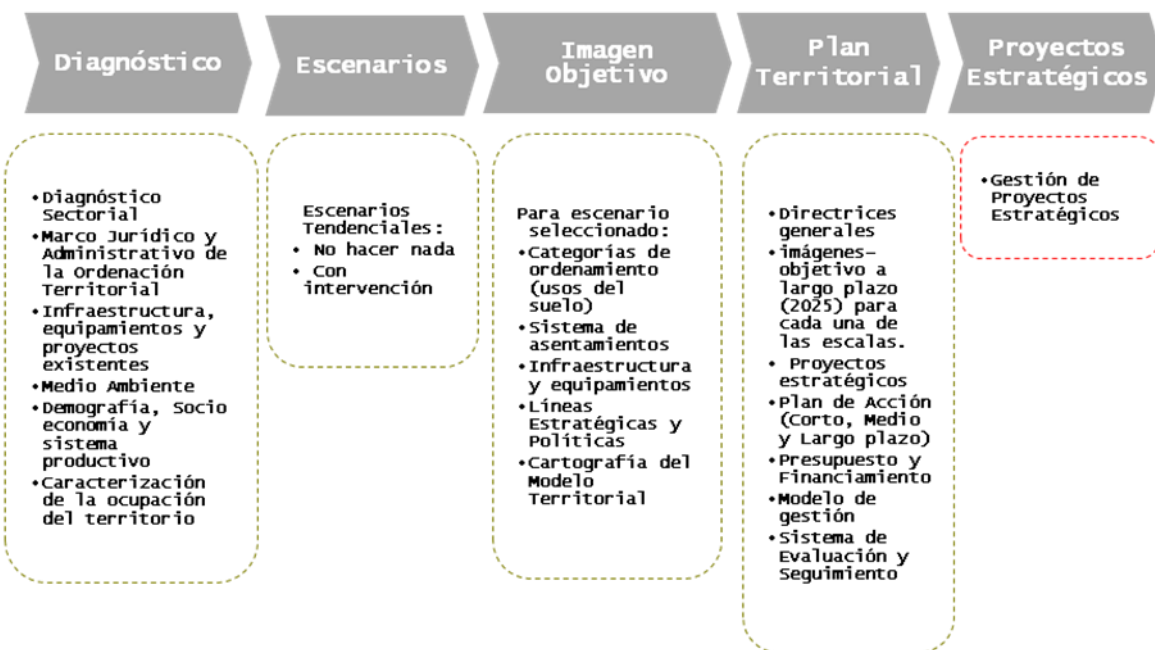 Diagnóstico
Escenarios
Imagen
Objetivo
Plan
Territorial
Proyectos
Estratégicos
•Diagnóstico
Sectorial
•Marco Jurídico y
Administrativo de
la Ordenación
Territorial
•Infraestructura,
equipamientos y
proyectos
existentes
•Medio Ambiente
•Demografía, Socio
economía y
sistema
productivo
•Caracterización
de la ocupación
del territorio
Escenarios
Tendenciales:
• No hacer nada
• Con
intervención
Para escenario
seleccionado:
•Categorías de
ordenamiento
(usos del
suelo)
•Sistema de
asentamientos
•Infraestructura
y equipamientos
•Líneas
Estratégicas y
Políticas
•Cartografía del
Modelo
Territorial
•Directrices
generales
•imágenes-
objetivo a
largo plazo
(2025) para
cada una de
las escalas.
• Proyectos
estratégicos
•Plan de Acción
(Corto, Medio
y Largo plazo)
•Presupuesto y
Financiamiento
•Modelo de
gestión
•Sistema de
Evaluación y
Seguimiento
•Gestión de
Proyectos
Estratégicos